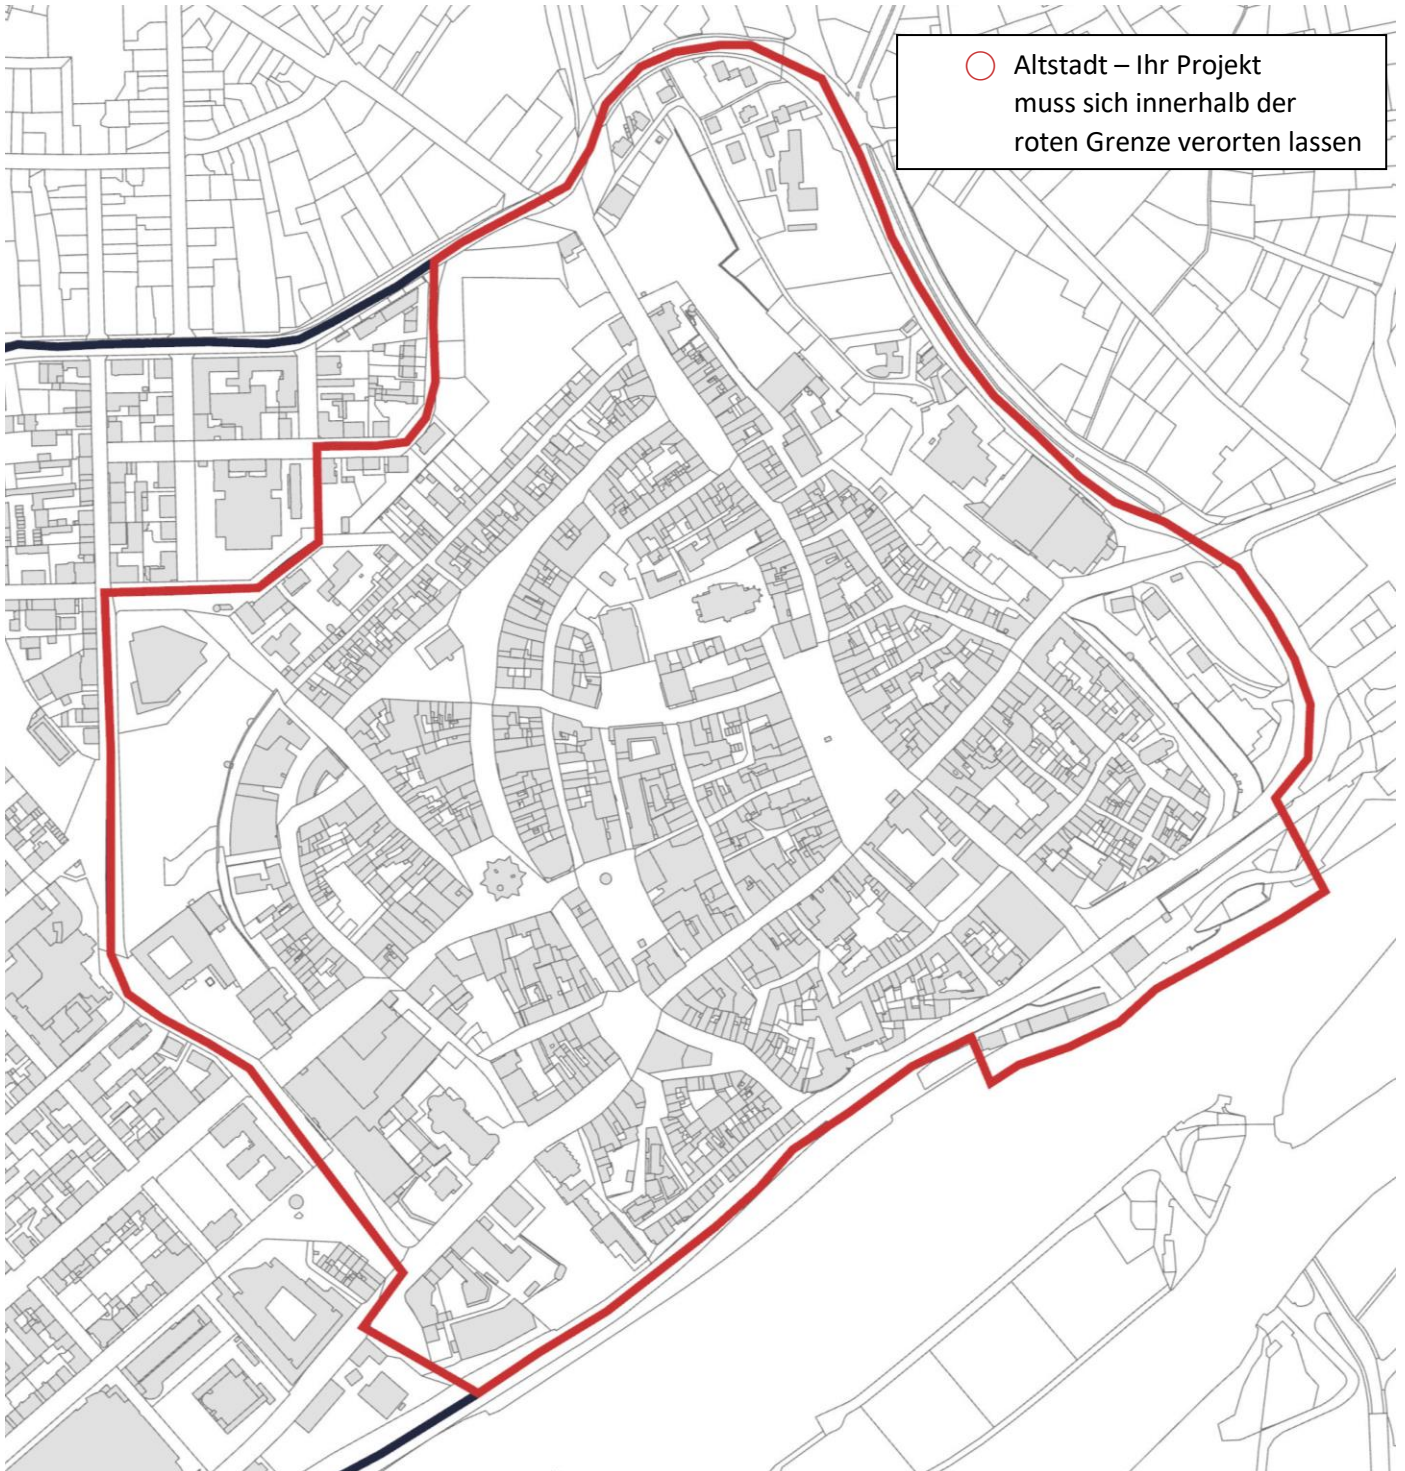 Altstadt – Ihr Projekt
muss sich innerhalb der
roten Grenze verorten lassen